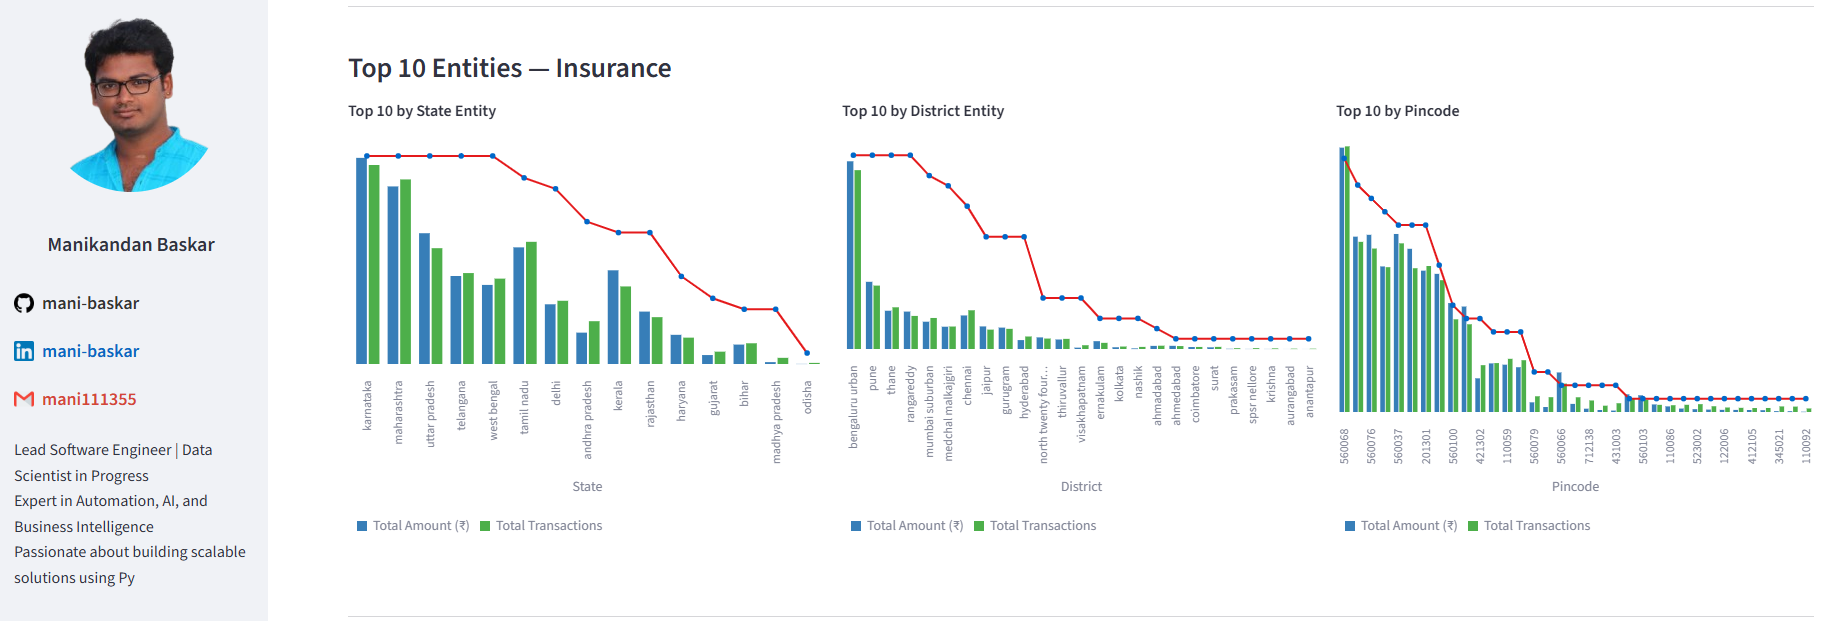 Manikandan Baskar
mani-baskar
mani-baskar
mani111355
Lead Software Engineer | Data
Scientist in Progress
Expert in Automation, AI, and
Business Intelligence
Passionate about building scalable
solutions using Py
Top 10 Entities — Insurance
Top 10 by State Entity
karnataka
maharashtra
uttar pradesh
telangana
west bengal
tamil nadu
delhi
andhra pradesh
kerala
rajasthan
haryana
gujarat
bihar
madhya pradesh
odisha
State
Total Amount (₹) Total Transactions
Top 10 by District Entity
bengaluru urban
pune
thane
rangareddy
mumbai suburban
medchal malkajgiri
chennai
jaipur
gurugram
hyderabad
north twenty four…
thiruvallur
visakhapatnam
ernakulam
kolkata
nashik
ahmadabad
ahmedabad
coimbatore
surat
prakasam
spsr nellore
krishna
aurangabad
anantapur
District
Total Amount (₹) Total Transactions
Top 10 by Pincode
560068
560076
560037
201301
560100
421302
110059
560079
560066
712138
431003
560103
110086
523002
122006
412105
345021
110092
Pincode
Total Amount (₹) Total Transactions